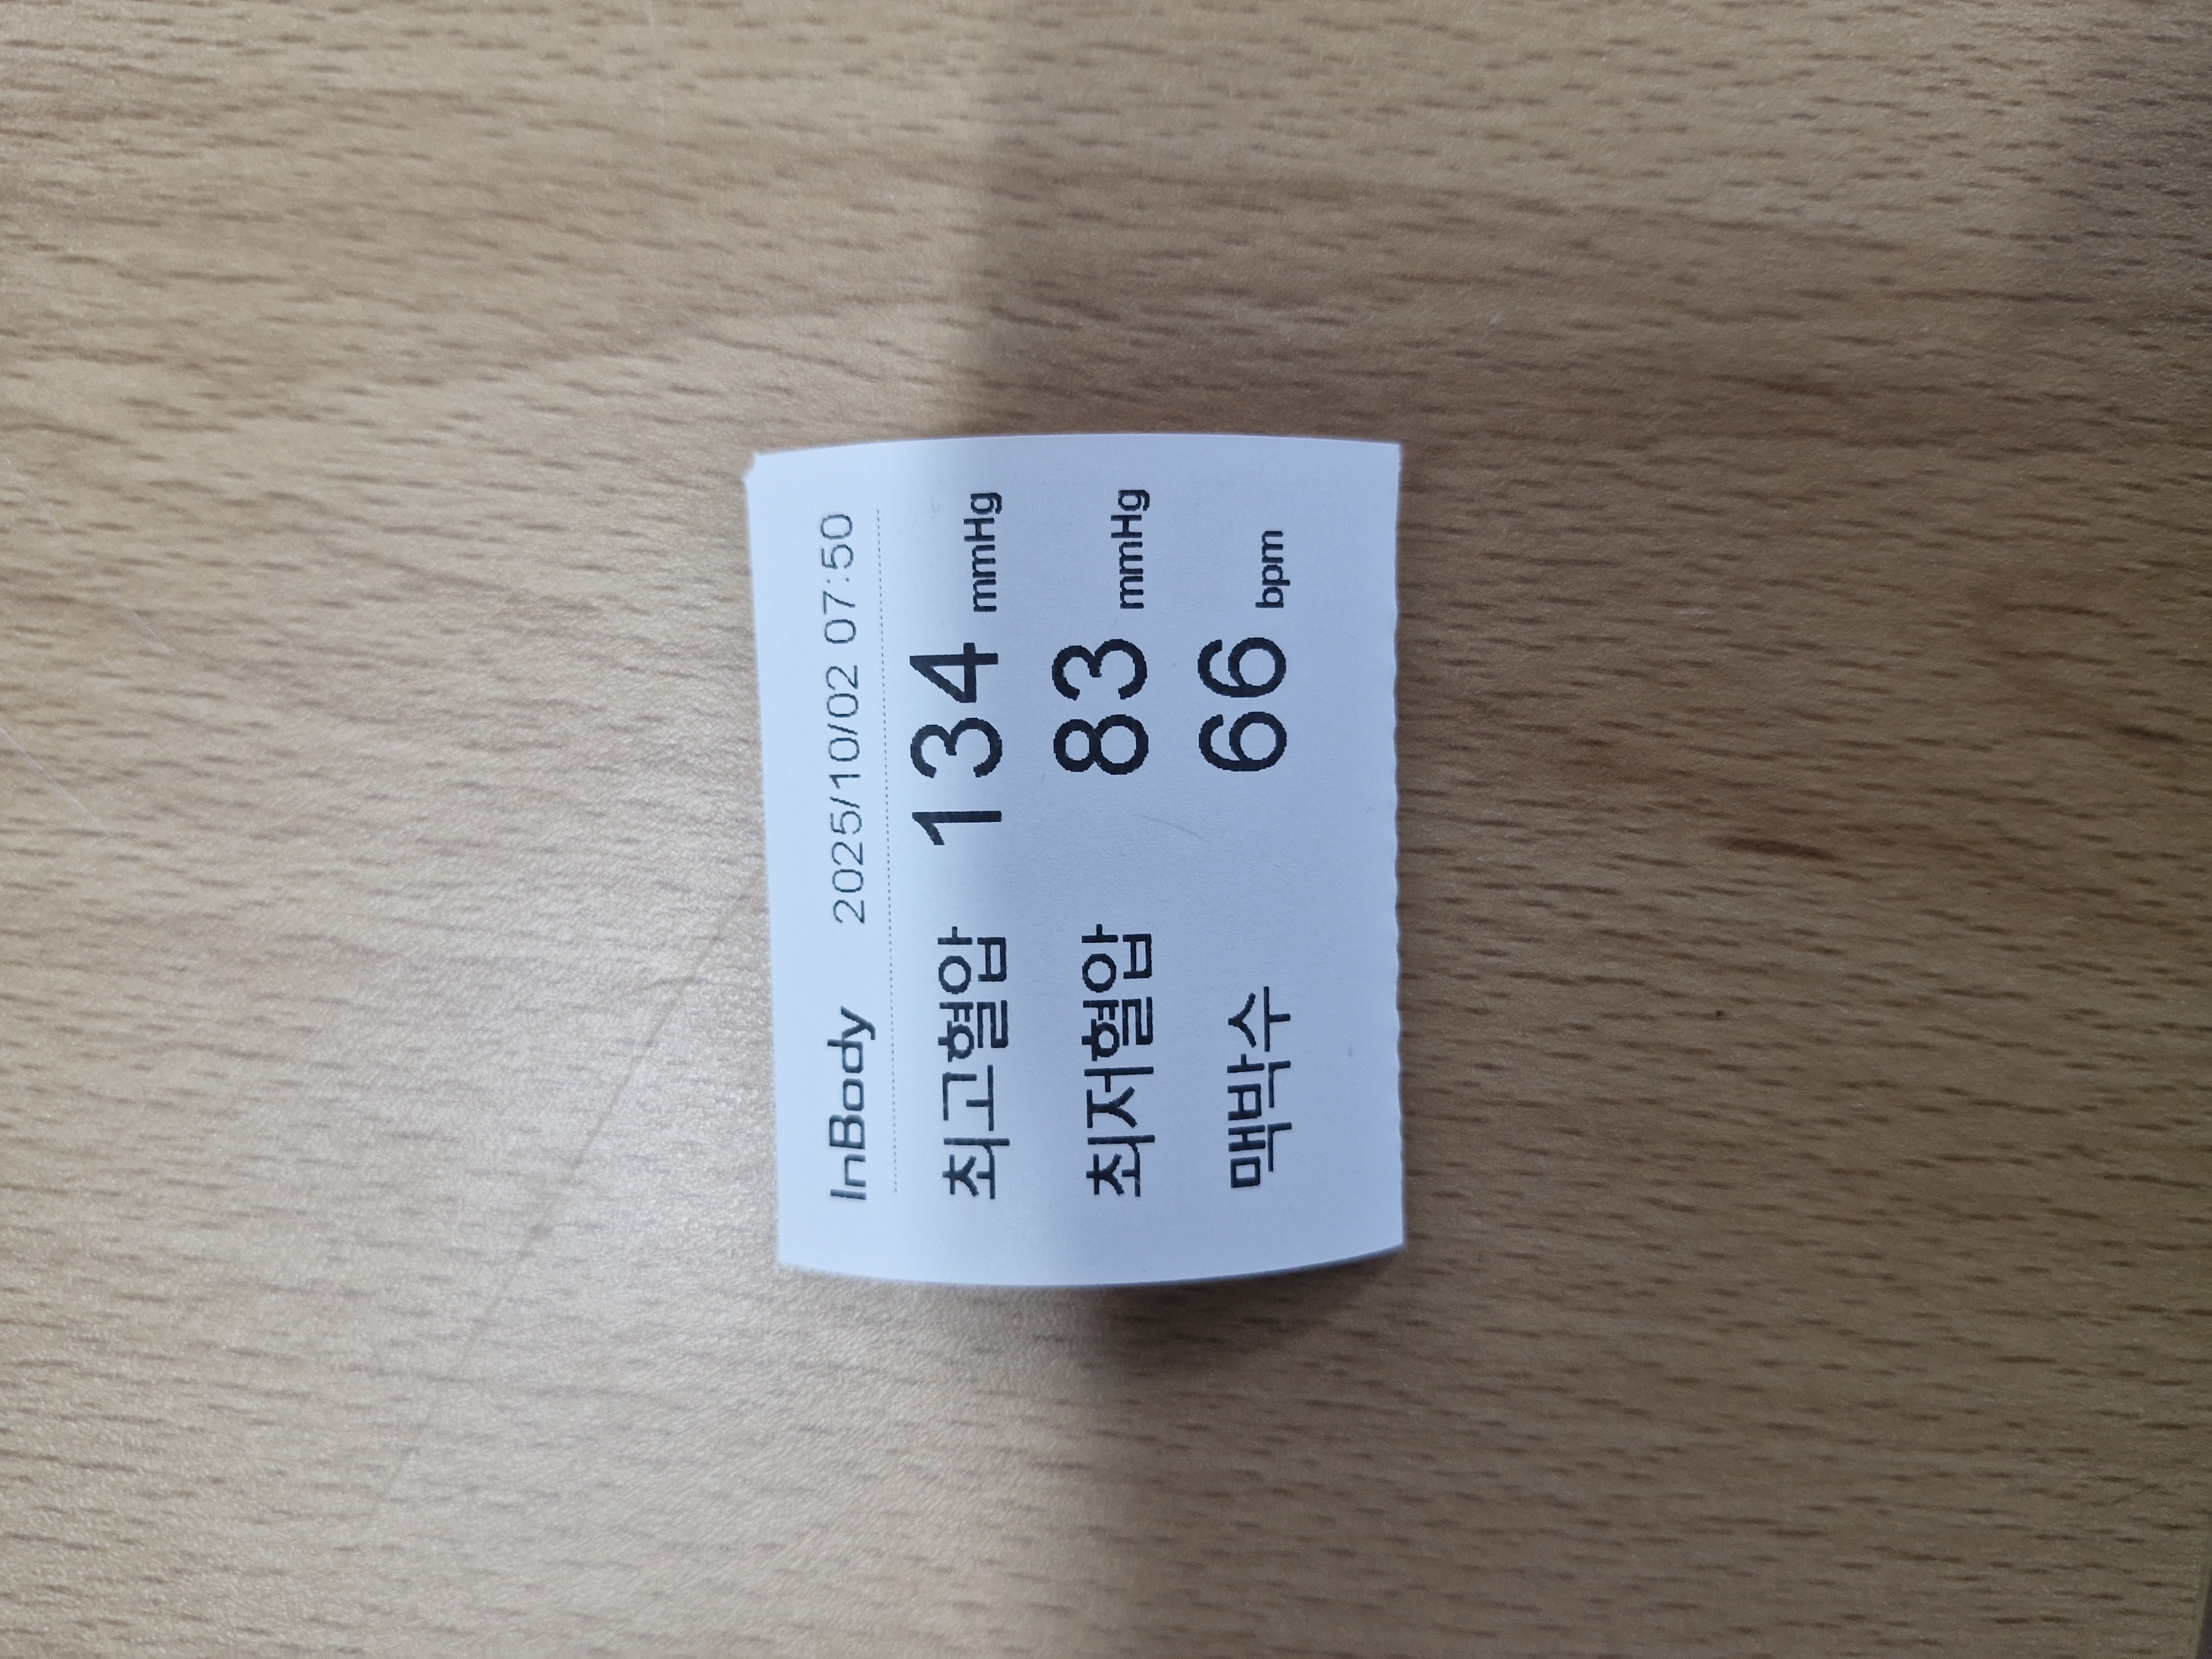 InBody 2025/10/02 07:50
최고혈압 134 mmHg
최저혈압 83 mmHg
맥박수 66 bpm